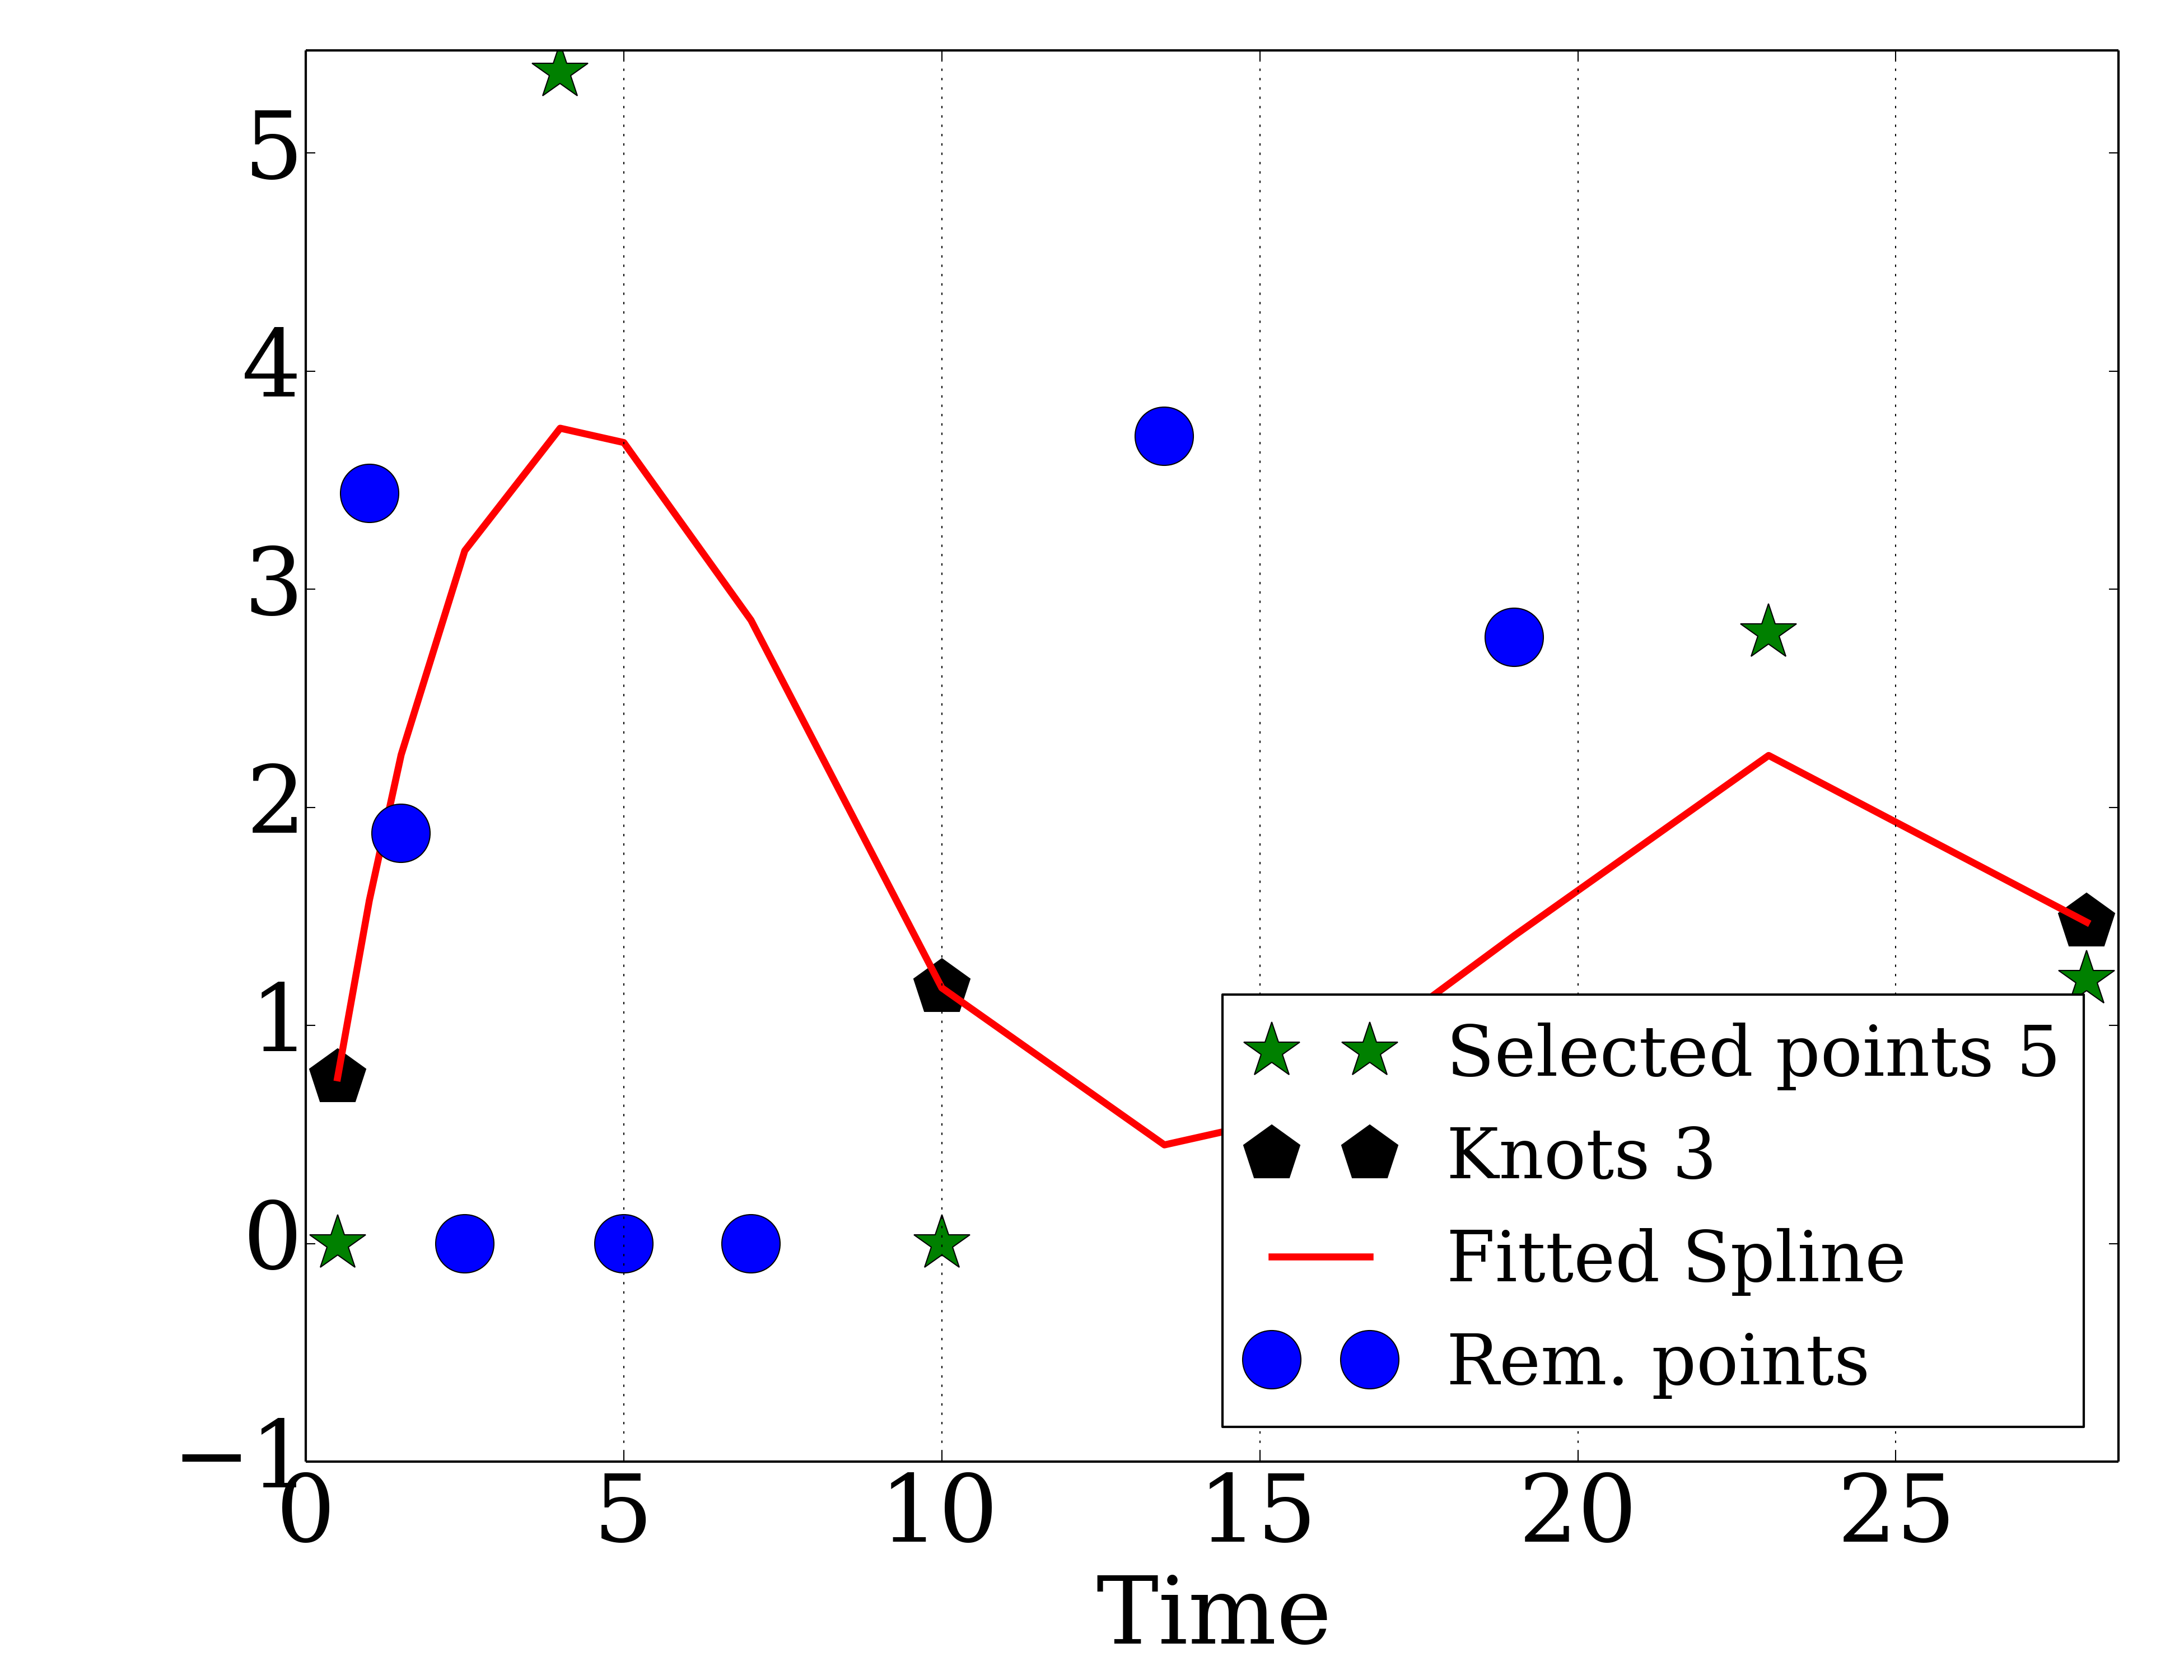 5
4
3
2
1
0
−1
Selected points 5
Knots 3
Fitted Spline
Rem. points
0 5 10 15 20 25
Time